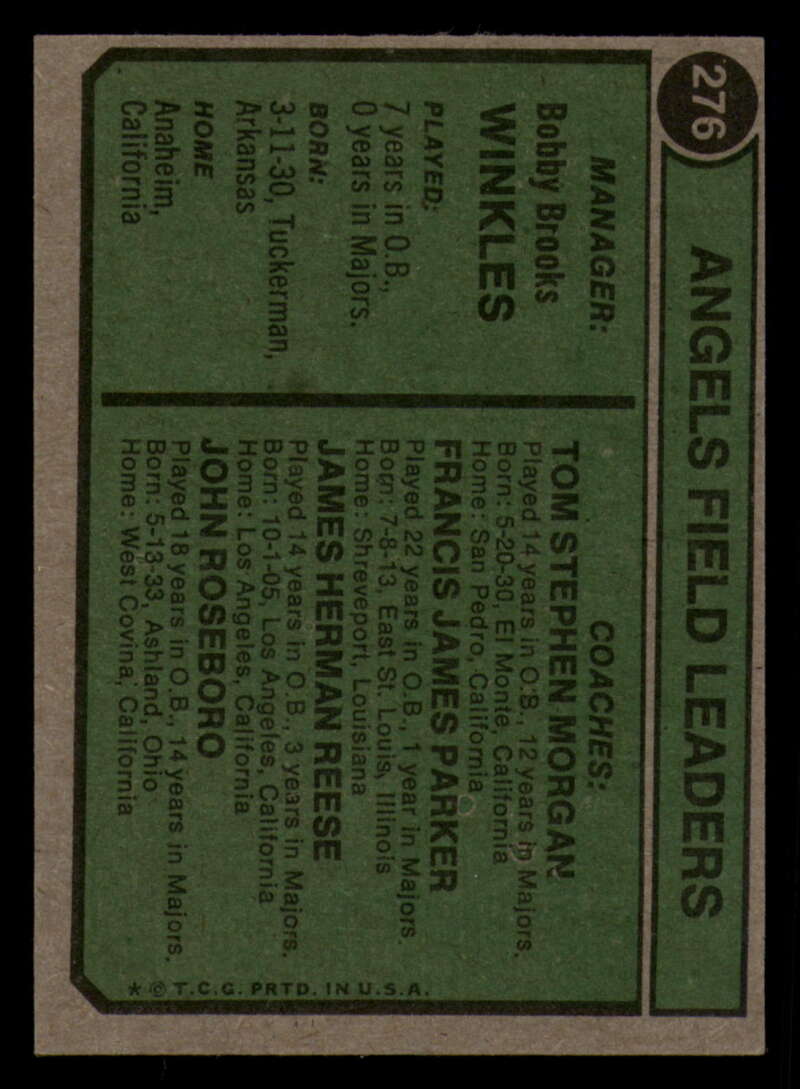 276
ANGELS FIELD LEADERS
MANAGER:
Bobby Brooks
WINKLES
PLAYED:
7 years in O.B.,
0 years in Majors.
BORN:
3-11-30, Tuckerman,
Arkansas
HOME
Anaheim,
California
COACHES:
TOM STEPHEN MORGAN
Played 14 years in O.B., 12 years in Majors.
Born: 5-20-30, El Monte, California
Home: San Pedro, California
FRANCIS JAMES PARKER
Played 22 years in O.B., 1 year in Majors.
Born: 7-8-13, East St. Louis, Illinois
Home: Shreveport, Louisiana
JAMES HERMAN REESE
Played 14 years in O.B., 3 years in Majors.
Born: 10-1-05, Los Angeles, California
Home: Los Angeles, California
JOHN ROSEBORO
Played 18 years in O.B., 14 years in Majors.
Born: 5-13-33, Ashland, Ohio
Home: West Covina, California
* © T.C.G. PRTD. IN U.S.A.